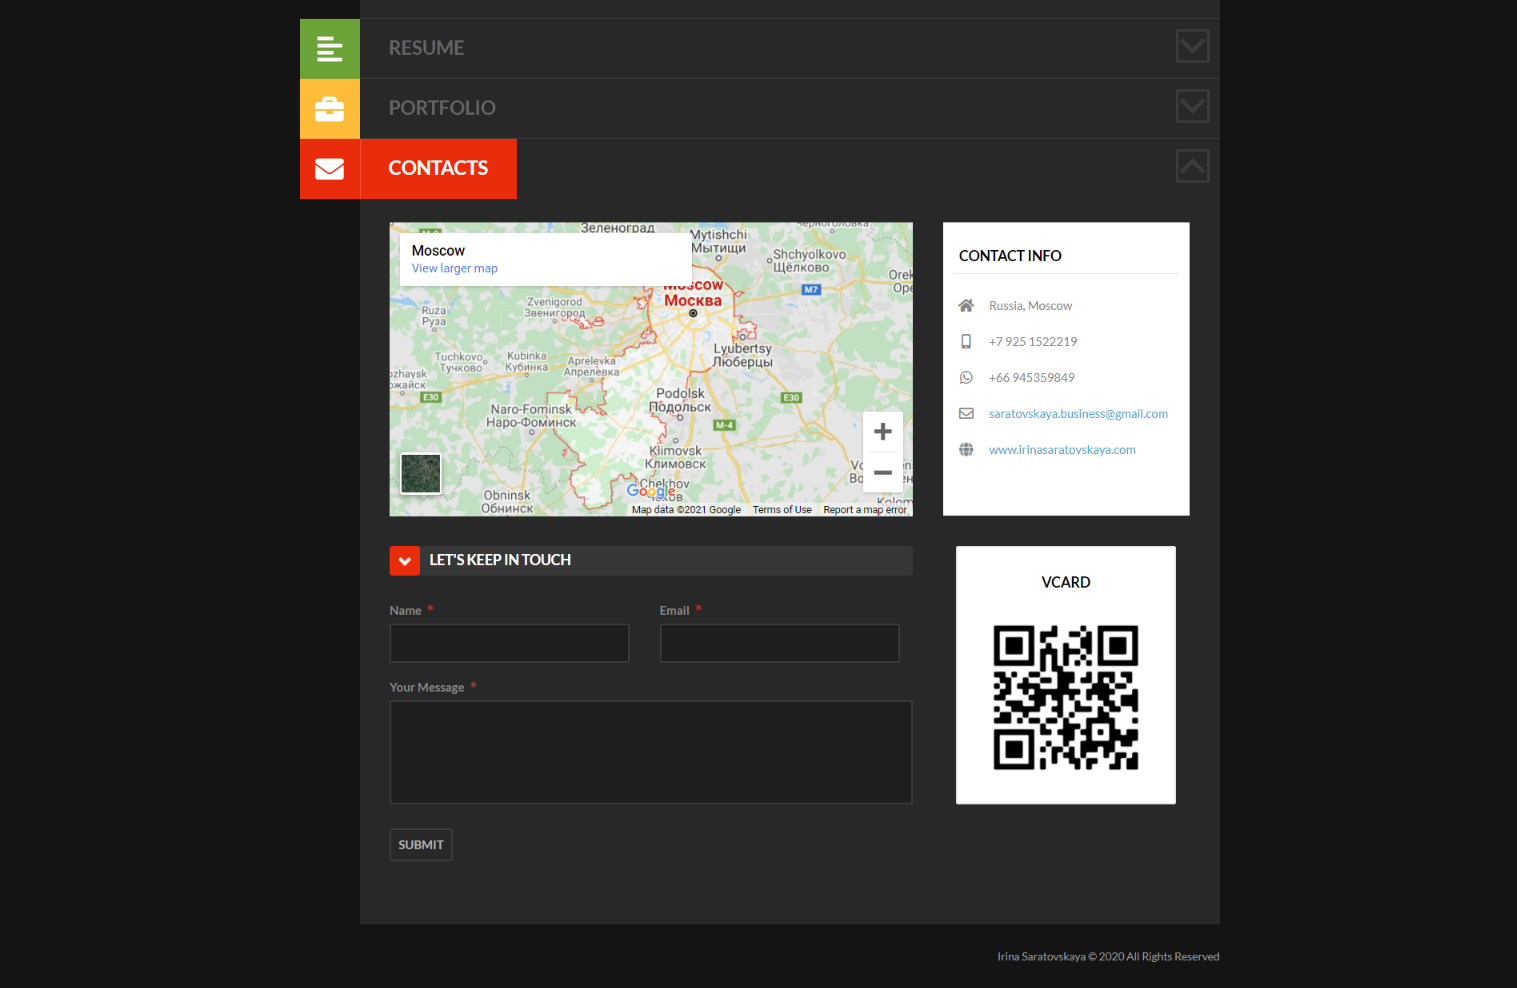 RESUME
PORTFOLIO
CONTACTS
Moscow
View larger map
Зеленоград
Mytishchi
Мытищи
Shchyolkovo
Щёлково
M7
Moscow
Москва
Zvenigorod
Звенигород
Ruza
Руза
Lyubertsy
Люберцы
Tuchkovo
Тучково
Kubinka
Кубинка
Aprelevka
Апрелевка
E30
Podolsk
Подольск
E30
Naro-Fominsk
Наро-Фоминск
M-4
Klimovsk
Климовск
Chekhov
Obninsk
Обнинск
Google
Map data ©2021 Google
Terms of Use
Report a map error
CONTACT INFO
Russia, Moscow
+7 925 1522219
+66 945359849
saratovskaya.business@gmail.com
www.irinasaratovskaya.com
LET'S KEEP IN TOUCH
Name *
Email *
Your Message *
SUBMIT
VCARD
Irina Saratovskaya © 2020 All Rights Reserved